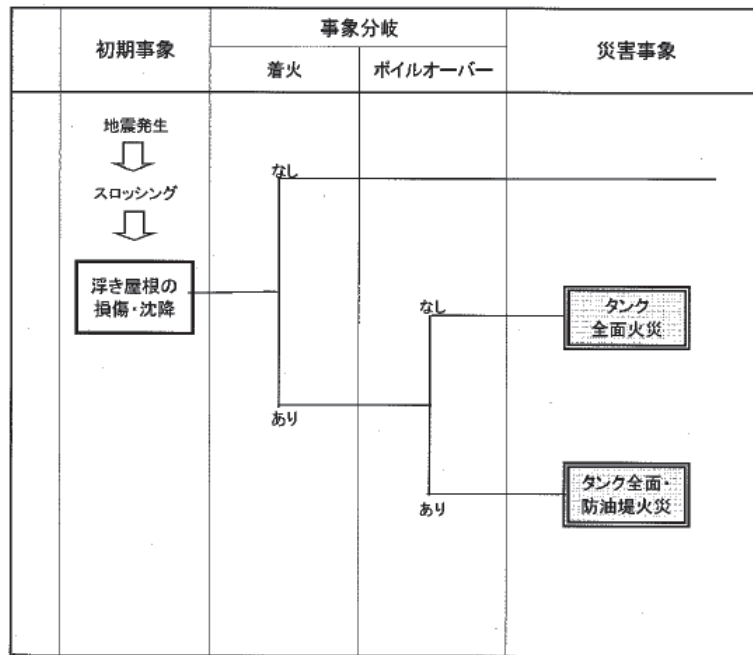 初期事象
事象分岐
災害事象
着火
ボイルオーバー
地震発生
スロッシング
浮き屋根の
損傷・沈降
なし
あり
なし
あり
タンク
全面火災
タンク全面・
防油堤火災